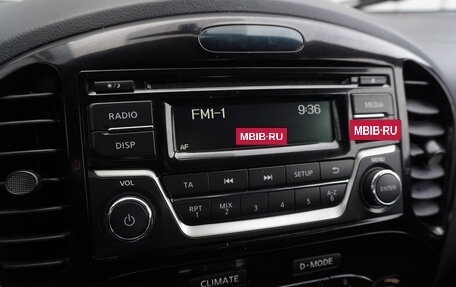 FM1-1 9:36
RADIO MEDIA
MBIB•RU MBIB•RU
DISP AF
VOL TA SETUP MENU
RPT 1 MIX 2 3 4 5 A-Z 6 ENTER
CLIMATE D-MODE